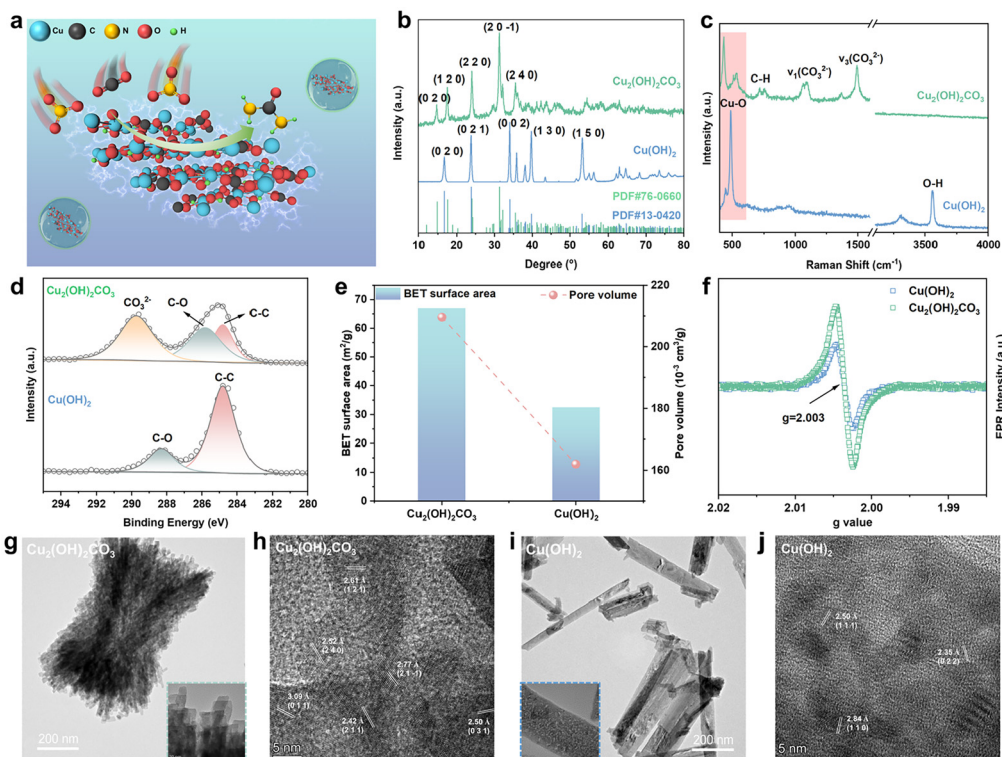 a
Cu C N O H
b
Intensity (a.u.)
(0 2 0)
(1 2 0)
(2 2 0)
(2 0 -1)
(2 4 0)
Cu2(OH)2CO3
(0 2 0)
(0 2 1)
(0 0 2)
(1 3 0)
(1 5 0)
Cu(OH)2
PDF#76-0660
PDF#13-0420
10 20 30 40 50 60 70 80
Degree (º)
c
Intensity (a.u.)
Cu-O
C-H
v1(CO3 2-)
v3(CO3 2-)
Cu2(OH)2CO3
O-H
Cu(OH)2
500 1000 1500 3500 4000
Raman Shift (cm-1)
d
Intensity (a.u.)
Cu2(OH)2CO3
CO3 2-
C-O
C-C
Cu(OH)2
C-C
C-O
294 292 290 288 286 284 282 280
Binding Energy (eV)
e
BET surface area
Pore volume
BET surface area (m2/g)
70
60
50
40
30
20
10
0
Pore volume (10-3 cm3/g)
220
200
180
160
Cu2(OH)2CO3 Cu(OH)2
f
Cu(OH)2
Cu2(OH)2CO3
g=2.003
EPR Intensity (a.u.)
2.02 2.01 2.00 1.99
g value
g
Cu2(OH)2CO3
200 nm
h
Cu2(OH)2CO3
2.61 Å
(1 2 1)
2.52 Å
(2 4 0)
2.77 Å
(2 1 -1)
3.09 Å
(0 1 1)
2.42 Å
(2 1 1)
2.50 Å
(0 3 1)
5 nm
i
Cu(OH)2
200 nm
j
Cu(OH)2
2.50 Å
(1 1 1)
2.35 Å
(0 2 2)
2.84 Å
(1 1 0)
5 nm